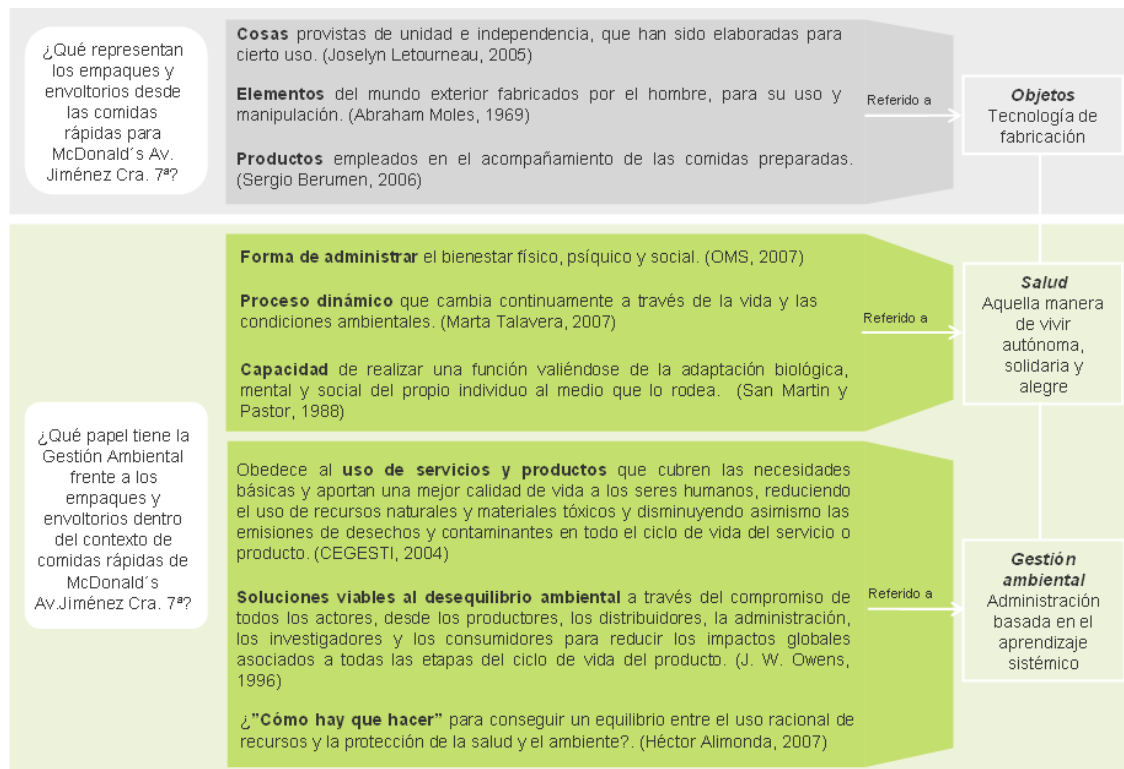 ¿Qué representan
los empaques y
envoltorios desde
las comidas
rápidas para
McDonald´s Av.
Jiménez Cra. 7ª?
Cosas provistas de unidad e independencia, que han sido elaboradas para
cierto uso. (Joselyn Letourneau, 2005)
Elementos del mundo exterior fabricados por el hombre, para su uso y
manipulación. (Abraham Moles, 1969)
Productos empleados en el acompañamiento de las comidas preparadas.
(Sergio Berumen, 2006)
Referido a
Objetos
Tecnología de
fabricación
¿Qué papel tiene la
Gestión Ambiental
frente a los
empaques y
envoltorios dentro
del contexto de
comidas rápidas de
McDonald´s
Av.Jiménez Cra. 7ª?
Forma de administrar el bienestar físico, psíquico y social. (OMS, 2007)
Proceso dinámico que cambia continuamente a través de la vida y las
condiciones ambientales. (Marta Talavera, 2007)
Capacidad de realizar una función valiéndose de la adaptación biológica,
mental y social del propio individuo al medio que lo rodea. (San Martin y
Pastor, 1988)
Referido a
Salud
Aquella manera
de vivir
autónoma,
solidaria y
alegre
Obedece al uso de servicios y productos que cubren las necesidades
básicas y aportan una mejor calidad de vida a los seres humanos, reduciendo
el uso de recursos naturales y materiales tóxicos y disminuyendo asimismo las
emisiones de desechos y contaminantes en todo el ciclo de vida del servicio o
producto. (CEGESTI, 2004)
Soluciones viables al desequilibrio ambiental a través del compromiso de
todos los actores, desde los productores, los distribuidores, la administración,
los investigadores y los consumidores para reducir los impactos globales
asociados a todas las etapas del ciclo de vida del producto. (J. W. Owens,
1996)
¿"Cómo hay que hacer" para conseguir un equilibrio entre el uso racional de
recursos y la protección de la salud y el ambiente?. (Héctor Alimonda, 2007)
Referido a
Gestión
ambiental
Administración
basada en el
aprendizaje
sistémico